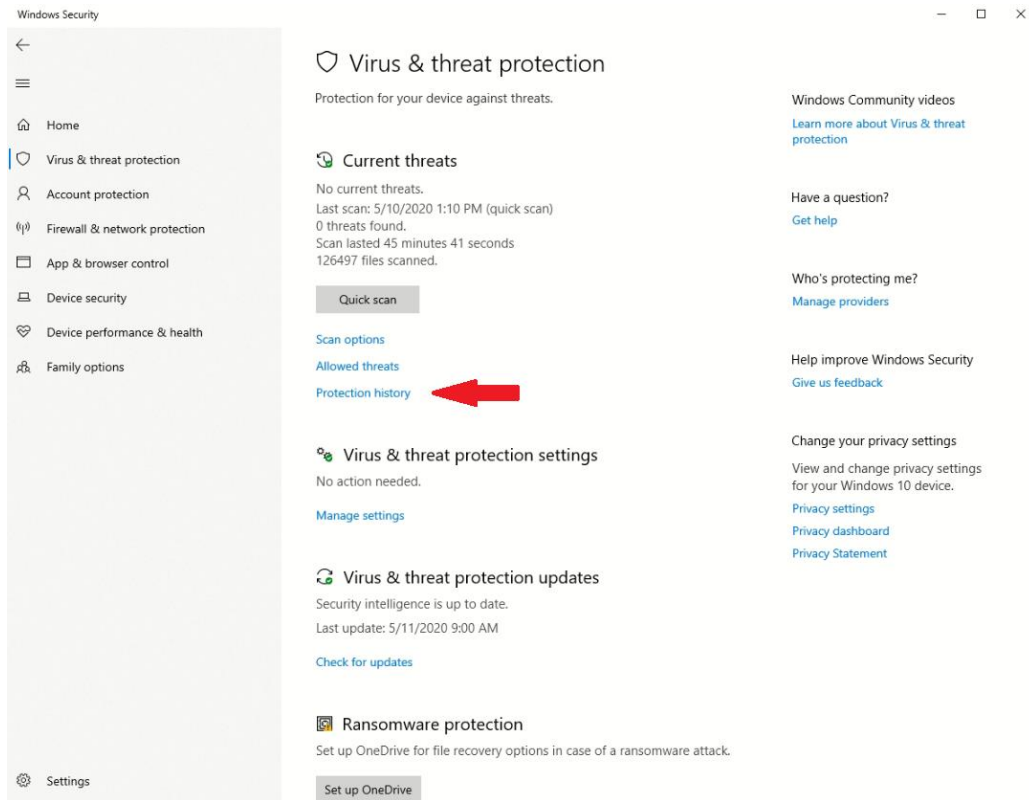 Windows Security
Home
Virus & threat protection
Account protection
Firewall & network protection
App & browser control
Device security
Device performance & health
Family options
Settings
Virus & threat protection
Protection for your device against threats.
Current threats
No current threats.
Last scan: 5/10/2020 1:10 PM (quick scan)
0 threats found.
Scan lasted 45 minutes 41 seconds
126497 files scanned.
Quick scan
Scan options
Allowed threats
Protection history
Virus & threat protection settings
No action needed.
Manage settings
Virus & threat protection updates
Security intelligence is up to date.
Last update: 5/11/2020 9:00 AM
Check for updates
Ransomware protection
Set up OneDrive for file recovery options in case of a ransomware attack.
Set up OneDrive
Windows Community videos
Learn more about Virus & threat
protection
Have a question?
Get help
Who's protecting me?
Manage providers
Help improve Windows Security
Give us feedback
Change your privacy settings
View and change privacy settings
for your Windows 10 device.
Privacy settings
Privacy dashboard
Privacy Statement